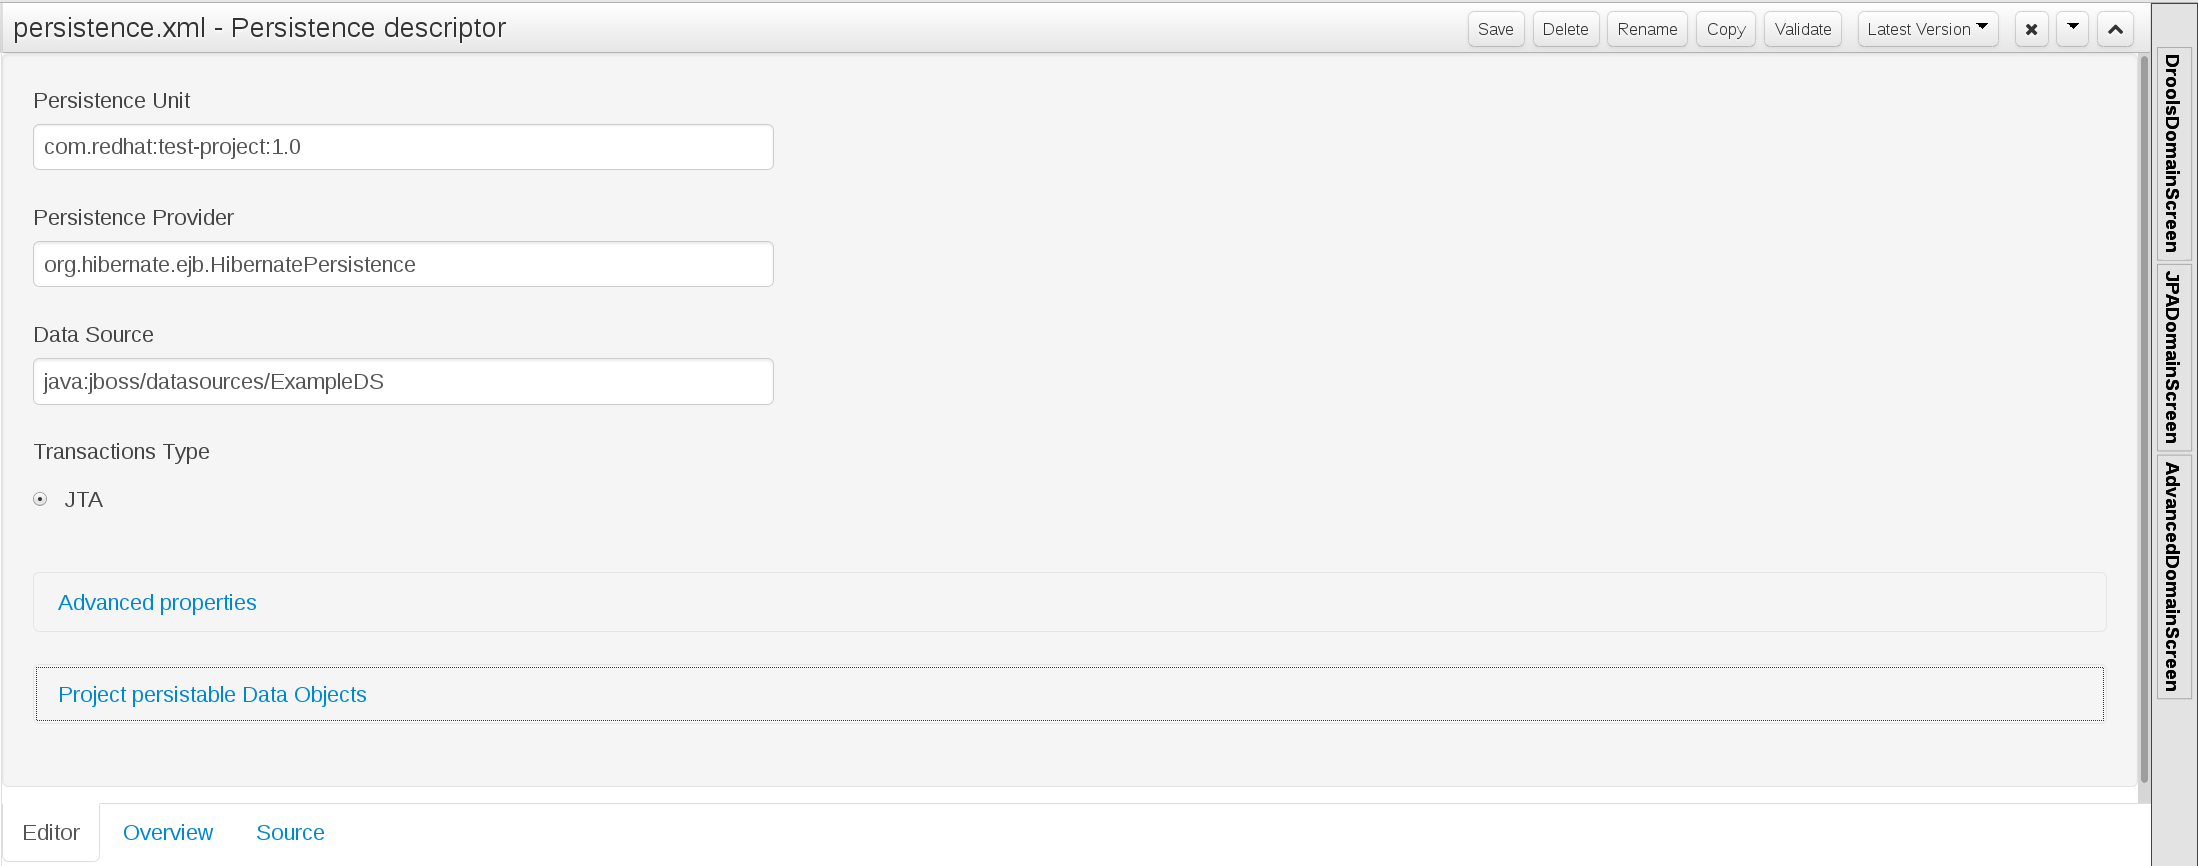 persistence.xml - Persistence descriptor
Save Delete Rename Copy Validate Latest Version
Persistence Unit
com.redhat:test-project:1.0
Persistence Provider
org.hibernate.ejb.HibernatePersistence
Data Source
java:jboss/datasources/ExampleDS
Transactions Type
JTA
Advanced properties
Project persistable Data Objects
Editor Overview Source
DroolsDomainScreen
JPADomainScreen
AdvancedDomainScreen